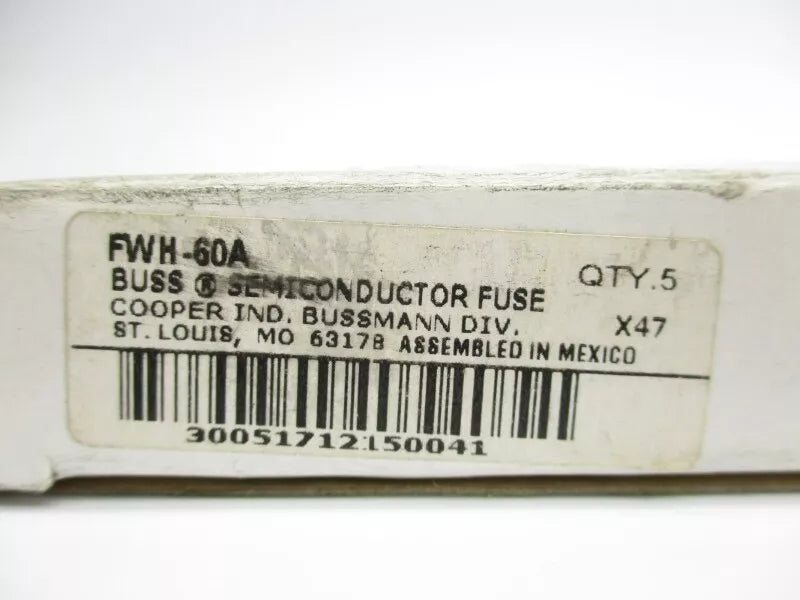 FWH-60A
QTY.5
BUSS ® SEMICONDUCTOR FUSE
COOPER IND. BUSSMANN DIV.
X47
ST. LOUIS, MO 63178 ASSEMBLED IN MEXICO
30051712150041